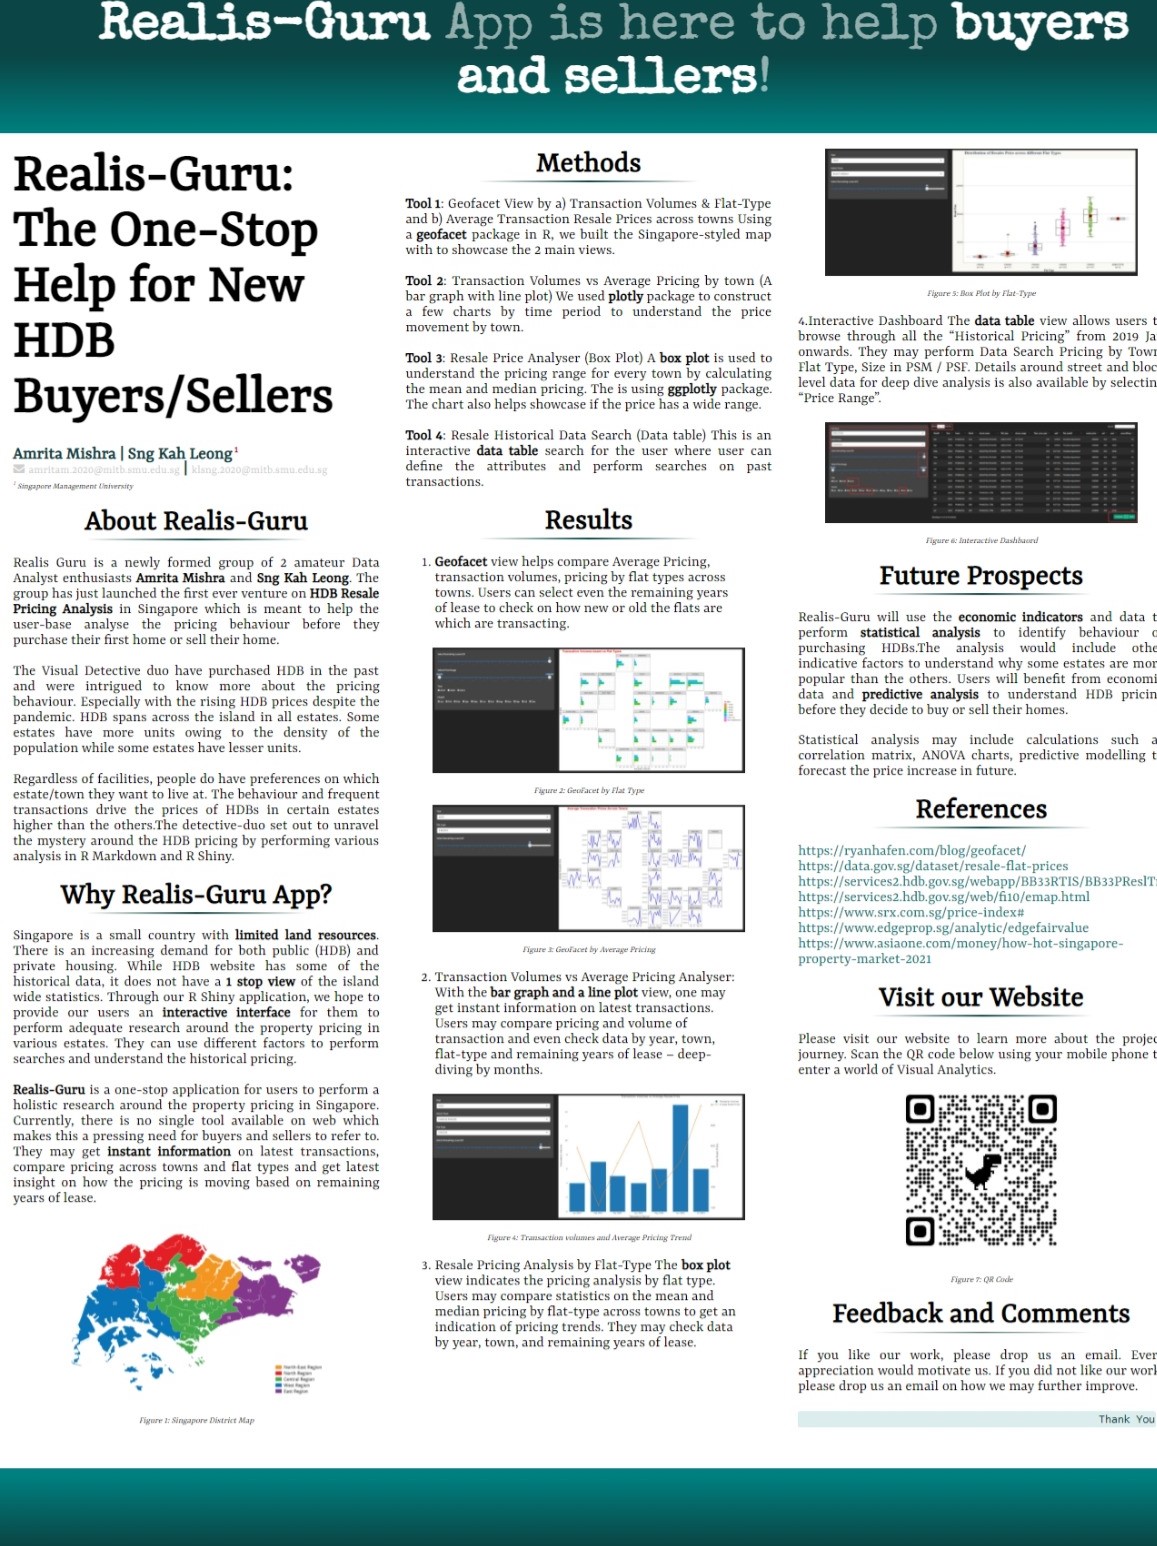 Realis-Guru App is here to help buyers
and sellers!
Realis-Guru:
The One-Stop
Help for New
HDB
Buyers/Sellers
Amrita Mishra | Sng Kah Leong 1
amritam.2020@mitb.smu.edu.sg | klsng.2020@mitb.smu.edu.sg
1 Singapore Management University
About Realis-Guru
Realis Guru is a newly formed group of 2 amateur Data
Analyst enthusiasts Amrita Mishra and Sng Kah Leong. The
group has just launched the first ever venture on HDB Resale
Pricing Analysis in Singapore which is meant to help the
user-base analyse the pricing behaviour before they
purchase their first home or sell their home.
The Visual Detective duo have purchased HDB in the past
and were intrigued to know more about the pricing
behaviour. Especially with the rising HDB prices despite the
pandemic. HDB spans across the island in all estates. Some
estates have more units owing to the density of the
population while some estates have lesser units.
Regardless of facilities, people do have preferences on which
estate/town they want to live at. The behaviour and frequent
transactions drive the prices of HDBs in certain estates
higher than the others.The detective-duo set out to unravel
the mystery around the HDB pricing by performing various
analysis in R Markdown and R Shiny.
Why Realis-Guru App?
Singapore is a small country with limited land resources.
There is an increasing demand for both public (HDB) and
private housing. While HDB website has some of the
historical data, it does not have a 1 stop view of the island
wide statistics. Through our R Shiny application, we hope to
provide our users an interactive interface for them to
perform adequate research around the property pricing in
various estates. They can use different factors to perform
searches and understand the historical pricing.
Realis-Guru is a one-stop application for users to perform a
holistic research around the property pricing in Singapore.
Currently, there is no single tool available on web which
makes this a pressing need for buyers and sellers to refer to.
They may get instant information on latest transactions,
compare pricing across towns and flat types and get latest
insight on how the pricing is moving based on remaining
years of lease.
North-East Region
North Region
Central Region
West Region
East Region
Figure 1: Singapore District Map
Methods
Tool 1: Geofacet View by a) Transaction Volumes & Flat-Type
and b) Average Transaction Resale Prices across towns Using
a geofacet package in R, we built the Singapore-styled map
with to showcase the 2 main views.
Tool 2: Transaction Volumes vs Average Pricing by town (A
bar graph with line plot) We used plotly package to construct
a few charts by time period to understand the price
movement by town.
Tool 3: Resale Price Analyser (Box Plot) A box plot is used to
understand the pricing range for every town by calculating
the mean and median pricing. The is using ggplotly package.
The chart also helps showcase if the price has a wide range.
Tool 4: Resale Historical Data Search (Data table) This is an
interactive data table search for the user where user can
define the attributes and perform searches on past
transactions.
Results
1. Geofacet view helps compare Average Pricing,
transaction volumes, pricing by flat types across
towns. Users can select even the remaining years
of lease to check on how new or old the flats are
which are transacting.
Figure 2: GeoFacet by Flat Type
Figure 3: GeoFacet by Average Pricing
2. Transaction Volumes vs Average Pricing Analyser:
With the bar graph and a line plot view, one may
get instant information on latest transactions.
Users may compare pricing and volume of
transaction and even check data by year, town,
flat-type and remaining years of lease – deep-
diving by months.
Figure 4: Transaction volumes and Average Pricing Trend
3. Resale Pricing Analysis by Flat-Type The box plot
view indicates the pricing analysis by flat type.
Users may compare statistics on the mean and
median pricing by flat-type across towns to get an
indication of pricing trends. They may check data
by year, town, and remaining years of lease.
Figure 5: Box Plot by Flat-Type
4.Interactive Dashboard The data table view allows users t
browse through all the “Historical Pricing” from 2019 Ja
onwards. They may perform Data Search Pricing by Town
Flat Type, Size in PSM / PSF. Details around street and bloc
level data for deep dive analysis is also available by selectin
“Price Range”.
Figure 6: Interactive Dashbaord
Future Prospects
Realis-Guru will use the economic indicators and data t
perform statistical analysis to identify behaviour o
purchasing HDBs.The analysis would include othe
indicative factors to understand why some estates are mor
popular than the others. Users will benefit from economi
data and predictive analysis to understand HDB pricin
before they decide to buy or sell their homes.
Statistical analysis may include calculations such a
correlation matrix, ANOVA charts, predictive modelling t
forecast the price increase in future.
References
https://ryanhafen.com/blog/geofacet/
https://data.gov.sg/dataset/resale-flat-prices
https://services2.hdb.gov.sg/webapp/BB33RTIS/BB33PReslTr
https://services2.hdb.gov.sg/web/fi10/emap.html
https://www.srx.com.sg/price-index#
https://www.edgeprop.sg/analytic/edgefairvalue
https://www.asiaone.com/money/how-hot-singapore-
property-market-2021
Visit our Website
Please visit our website to learn more about the projec
journey. Scan the QR code below using your mobile phone t
enter a world of Visual Analytics.
Figure 7: QR Code
Feedback and Comments
If you like our work, please drop us an email. Ever
appreciation would motivate us. If you did not like our work
please drop us an email on how we may further improve.
Thank You